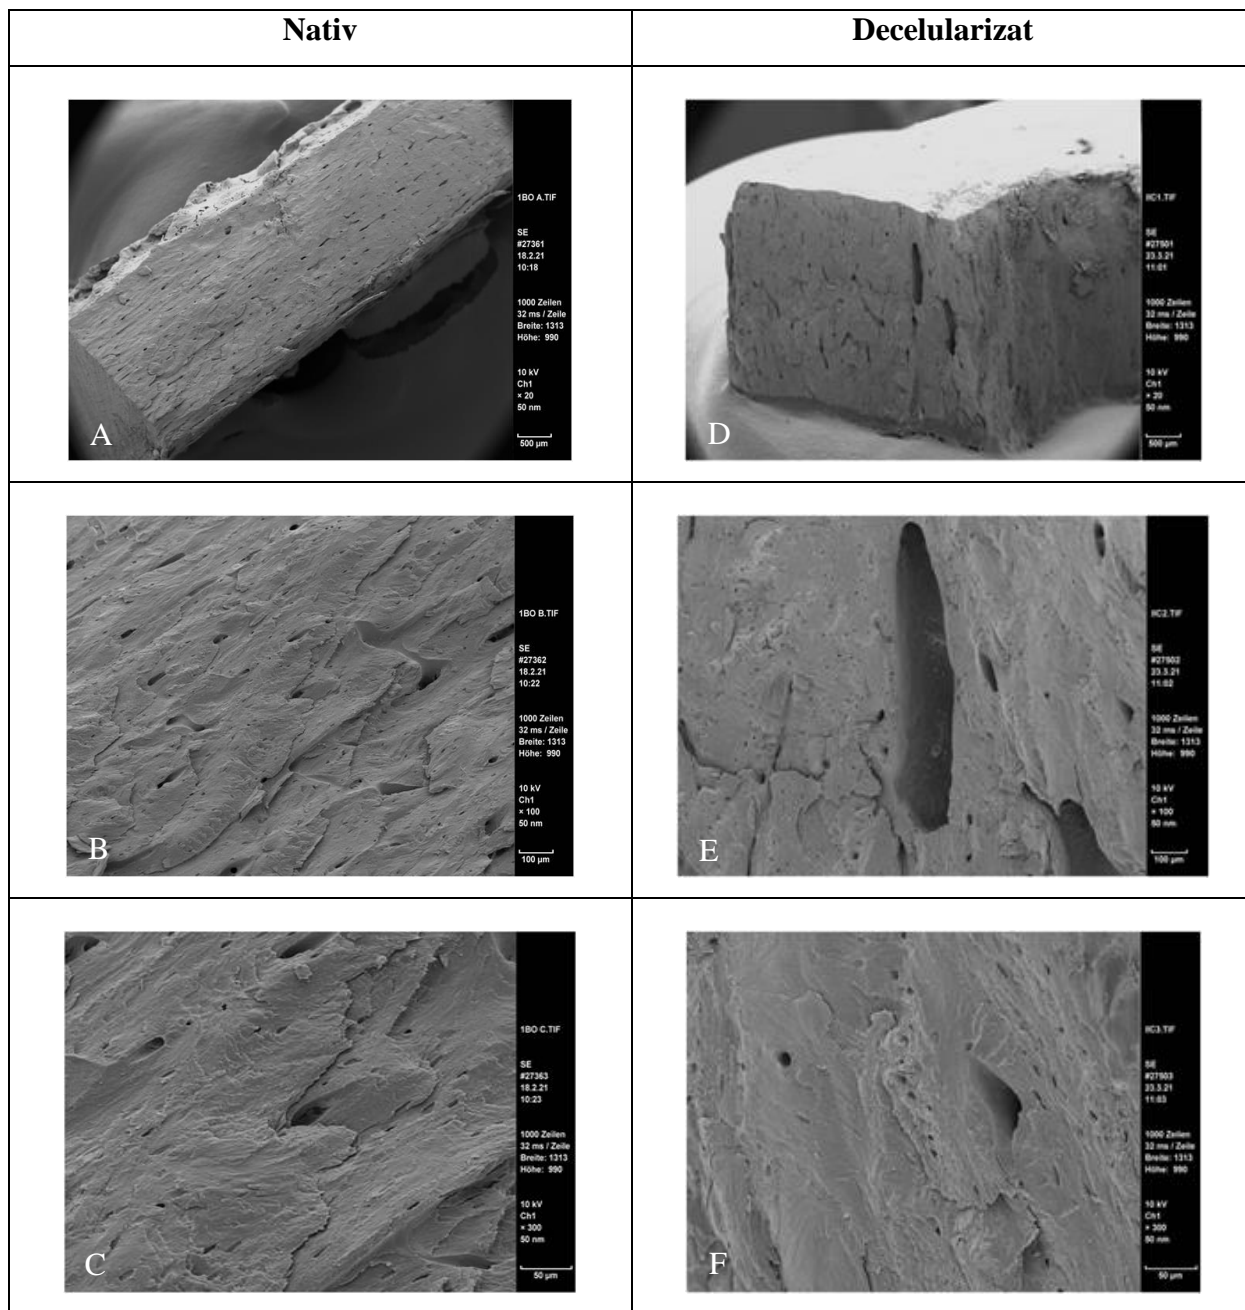 Nativ
Decelularizat
1BO A.TIF
SE
#27361
18.2.21
10:18
1000 Zeilen
32 ms / Zeile
Breite: 1313
Höhe: 990
10 kV
Ch1
× 20
50 nm
500 µm
A
IIC1.TIF
SE
#27501
23.3.21
11:01
1000 Zeilen
32 ms / Zeile
Breite: 1313
Höhe: 990
10 kV
Ch1
× 20
50 nm
500 µm
D
1BO B.TIF
SE
#27362
18.2.21
10:22
1000 Zeilen
32 ms / Zeile
Breite: 1313
Höhe: 990
10 kV
Ch1
× 100
50 nm
100 µm
B
IIC2.TIF
SE
#27502
23.3.21
11:02
1000 Zeilen
32 ms / Zeile
Breite: 1313
Höhe: 990
10 kV
Ch1
× 100
50 nm
100 µm
E
1BO C.TIF
SE
#27363
18.2.21
10:23
1000 Zeilen
32 ms / Zeile
Breite: 1313
Höhe: 990
10 kV
Ch1
× 300
50 nm
50 µm
C
IIC3.TIF
SE
#27503
23.3.21
11:03
1000 Zeilen
32 ms / Zeile
Breite: 1313
Höhe: 990
10 kV
Ch1
× 300
50 nm
50 µm
F